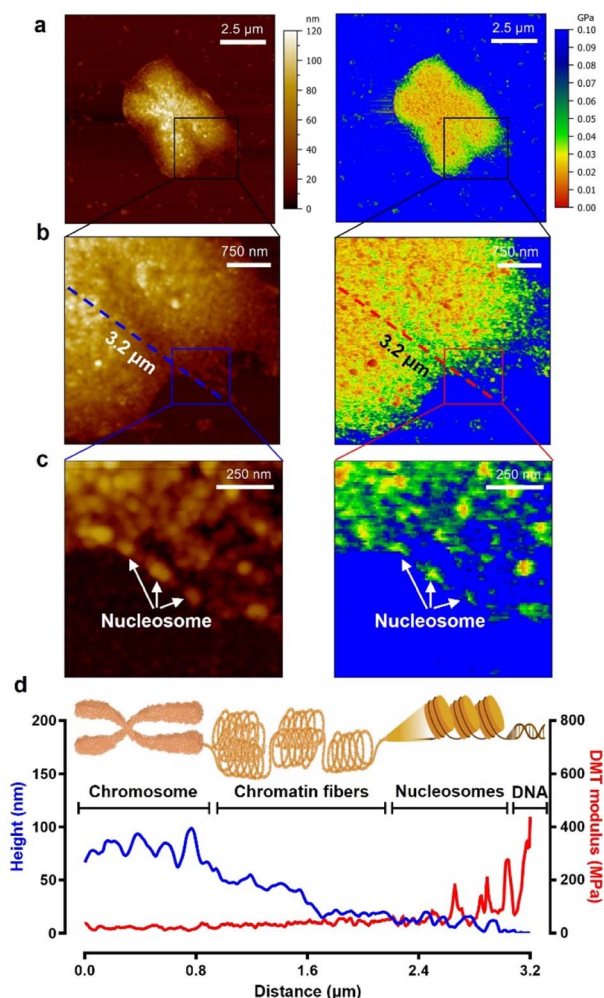 a
2.5 µm
nm
120
100
80
60
40
20
0
2.5 µm
GPa
0.10
0.09
0.08
0.07
0.06
0.05
0.04
0.03
0.02
0.01
0.00
b
750 nm
3.2 µm
750 nm
3.2 µm
c
250 nm
Nucleosome
250 nm
Nucleosome
d
200
150
100
50
0
Height (nm)
Chromosome
Chromatin fibers
Nucleosomes
DNA
800
600
400
200
0
DMT modulus (MPa)
0.0
0.8
1.6
2.4
3.2
Distance (µm)